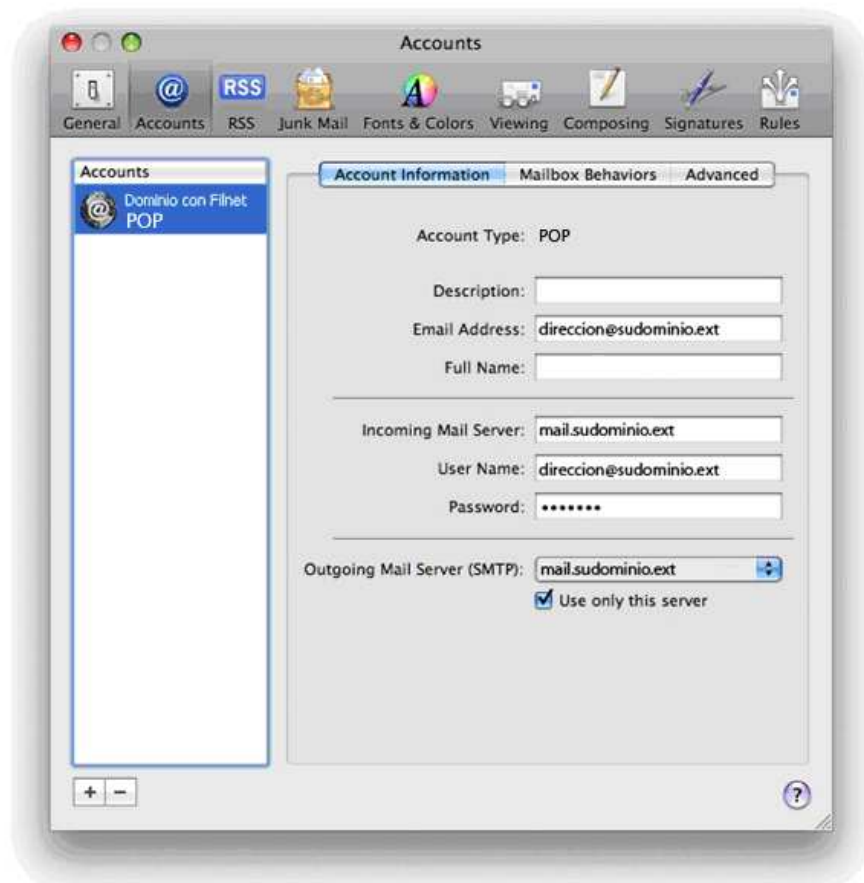 Accounts
RSS
General Accounts RSS Junk Mail Fonts & Colors Viewing Composing Signatures Rules
Accounts
Dominio con Filnet
POP
Account Information Mailbox Behaviors Advanced
Account Type: POP
Description:
Email Address: direccion@sudominio.ext
Full Name:
Incoming Mail Server: mail.sudominio.ext
User Name: direccion@sudominio.ext
Password: •••••••
Outgoing Mail Server (SMTP): mail.sudominio.ext
Use only this server
+ −
?